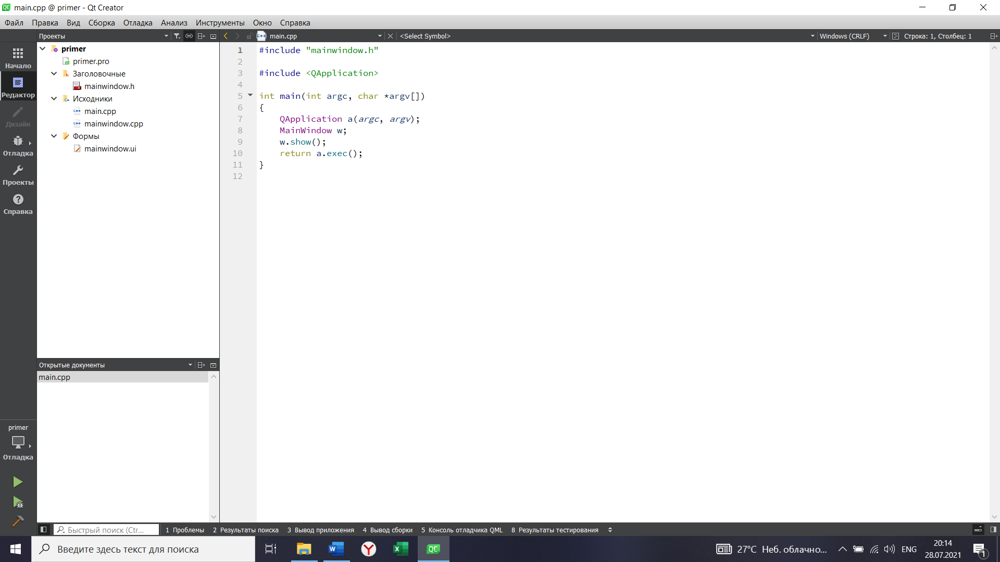 main.cpp @ primer - Qt Creator
Файл Правка Вид Сборка Отладка Анализ Инструменты Окно Справка
Проекты
main.cpp
<Select Symbol>
Windows (CRLF)
Строка: 1, Столбец: 1
Начало
Редактор
Дизайн
Отладка
Проекты
Справка
primer
primer.pro
Заголовочные
mainwindow.h
Исходники
main.cpp
mainwindow.cpp
Формы
mainwindow.ui
1 #include "mainwindow.h"
2
3 #include <QApplication>
4
5 int main(int argc, char *argv[])
6 {
7     QApplication a(argc, argv);
8     MainWindow w;
9     w.show();
10     return a.exec();
11 }
12
Открытые документы
main.cpp
primer
Отладка
Быстрый поиск (Ctr...
1 Проблемы 2 Результаты поиска 3 Вывод приложения 4 Вывод сборки 5 Консоль отладчика QML 8 Результаты тестирования
Введите здесь текст для поиска
27°C Неб. облачно...
ENG
20:14
28.07.2021
1